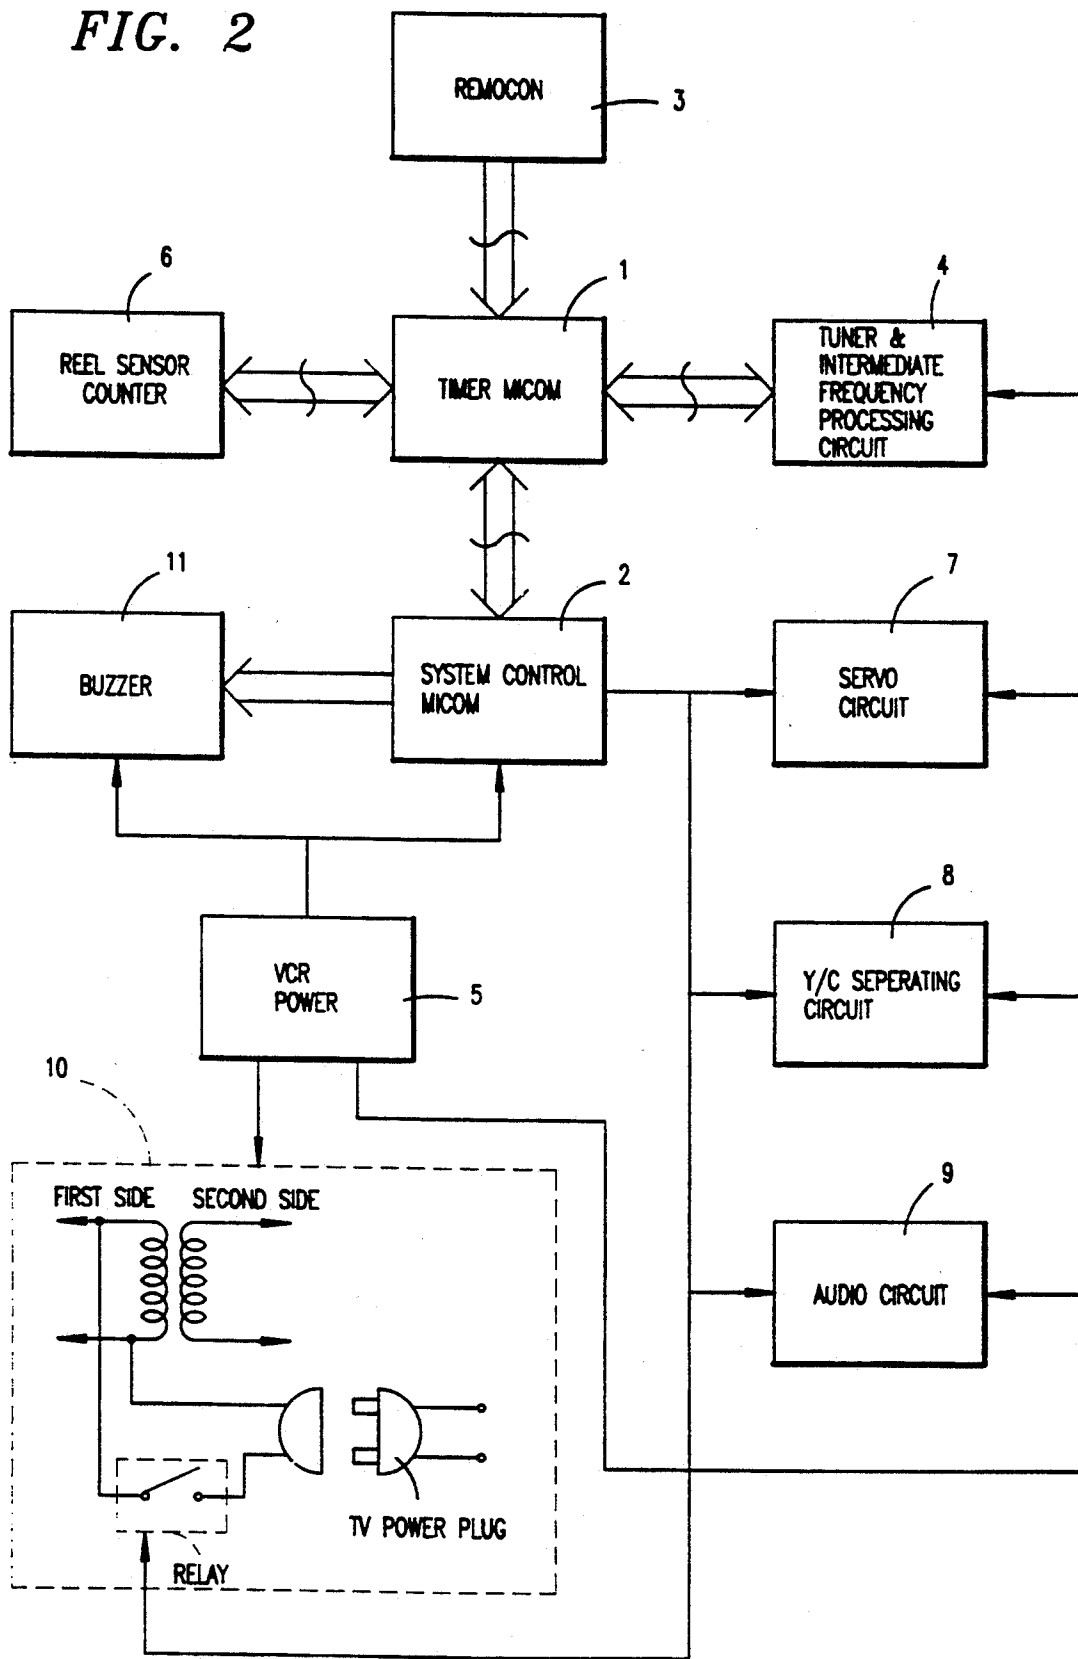 FIG. 2
REMOCON
3
6
1
4
REEL SENSOR
COUNTER
TIMER MICOM
TUNER &
INTERMEDIATE
FREQUENCY
PROCESSING
CIRCUIT
11
2
7
BUZZER
SYSTEM CONTROL
MICOM
SERVO
CIRCUIT
8
VCR
POWER
5
Y/C SEPERATING
CIRCUIT
10
FIRST SIDE
SECOND SIDE
9
AUDIO CIRCUIT
TV POWER PLUG
RELAY